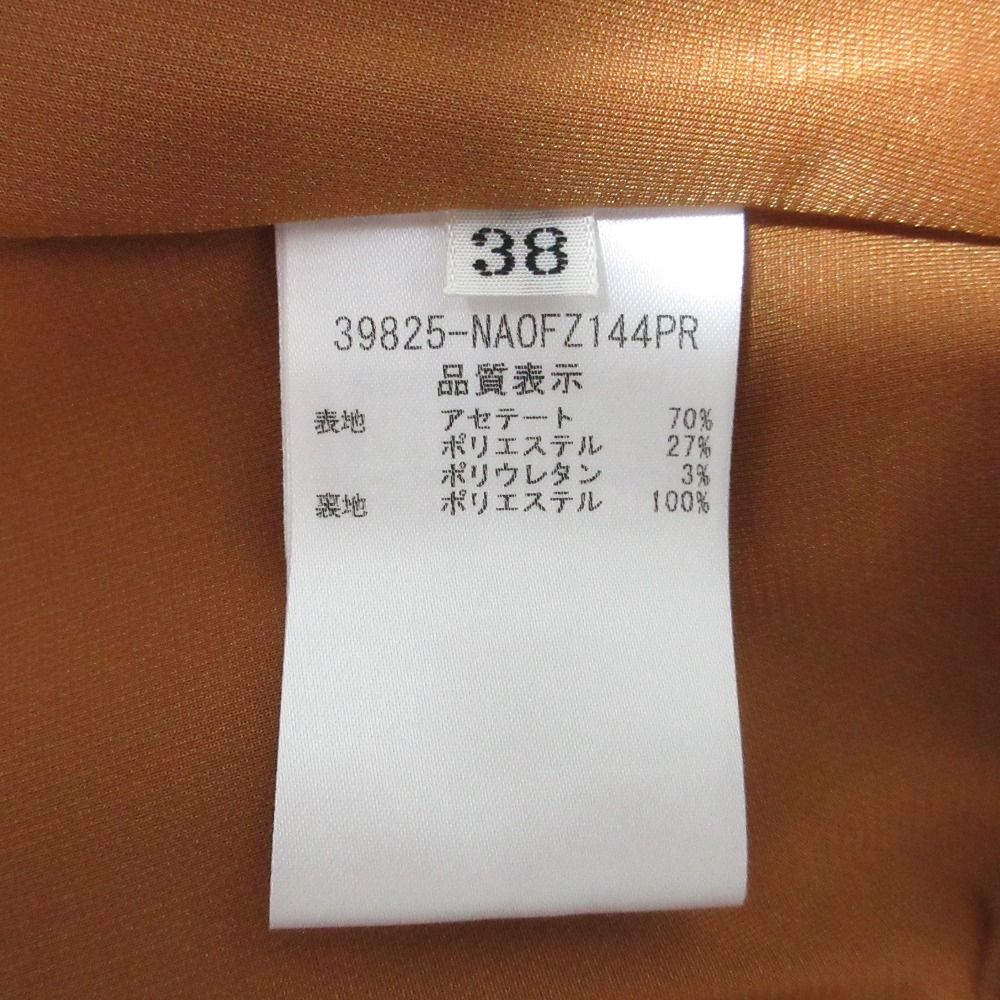 38
39825-NAOFZ144PR
品質表示
表地 アセテート 70%
ポリエステル 27%
ポリウレタン 3%
裏地 ポリエステル 100%